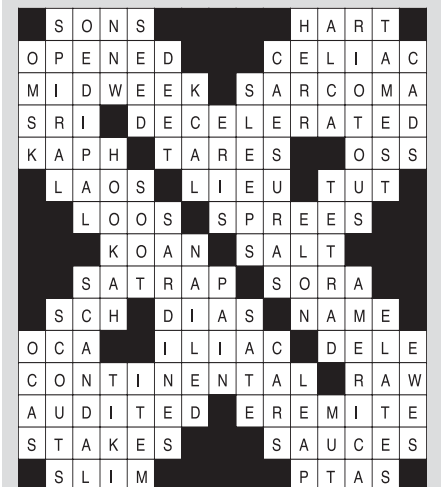 SONS HART
OPENED CELIAC
MIDWEEK SARCOMA
SRI DECELERATED
KAPH TARES OSS
LAOS LIEU TUT
LOOS SPREES
KOAN SALT
SATRAP SORA
SCH DIAS NAME
OCA ILIAC DELE
CONTINENTAL RAW
AUDITED EREMITE
STAKES SAUCES
SLIM PTAS